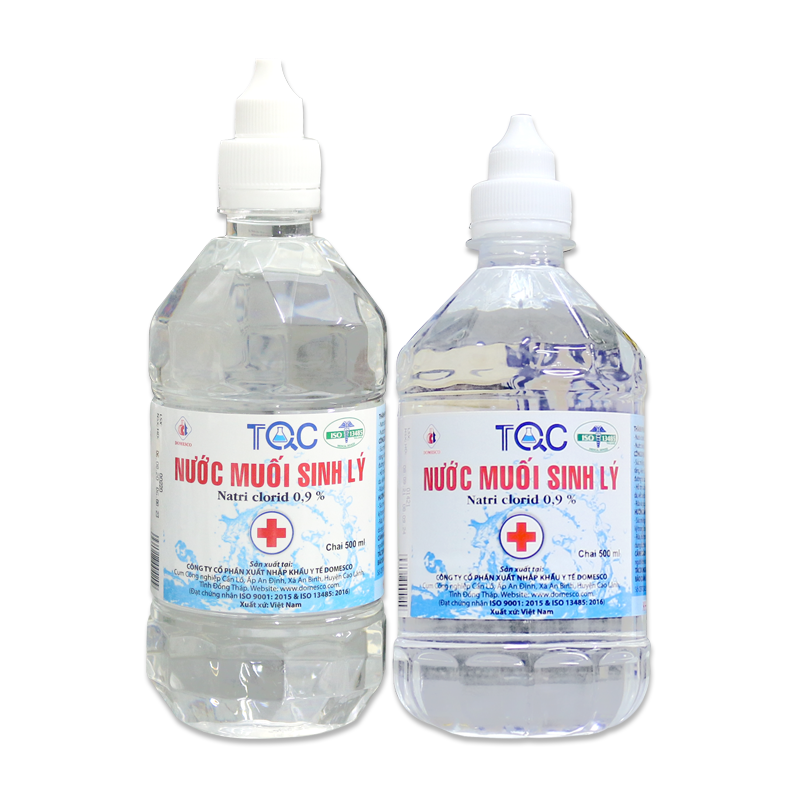 DOMESCO
TQC
ISO 13485
NƯỚC MUỐI SINH LÝ
Natri clorid 0,9 %
Chai 500 ml
Sản xuất tại:
CÔNG TY CỔ PHẦN XUẤT NHẬP KHẨU Y TẾ DOMESCO
Cụm Công nghiệp Cần Lố, Ấp An Định, Xã An Bình, Huyện Cao Lãnh,
Tỉnh Đồng Tháp. Website: www.domesco.com
(Đạt chứng nhận ISO 9001: 2015 & ISO 13485: 2016)
Xuất xứ: Việt Nam
TQC
ISO 13485
NƯỚC MUỐI SINH LÝ
Natri clorid 0,9 %
Chai 500 ml
Sản xuất tại:
CÔNG TY CỔ PHẦN XUẤT NHẬP KHẨU Y TẾ DOMESCO
Cụm Công nghiệp Cần Lố, Ấp An Định, Xã An Bình, Huyện Cao Lãnh,
Tỉnh Đồng Tháp. Website: www.domesco.com
(Đạt chứng nhận ISO 9001: 2015 & ISO 13485: 2016)
Xuất xứ: Việt Nam